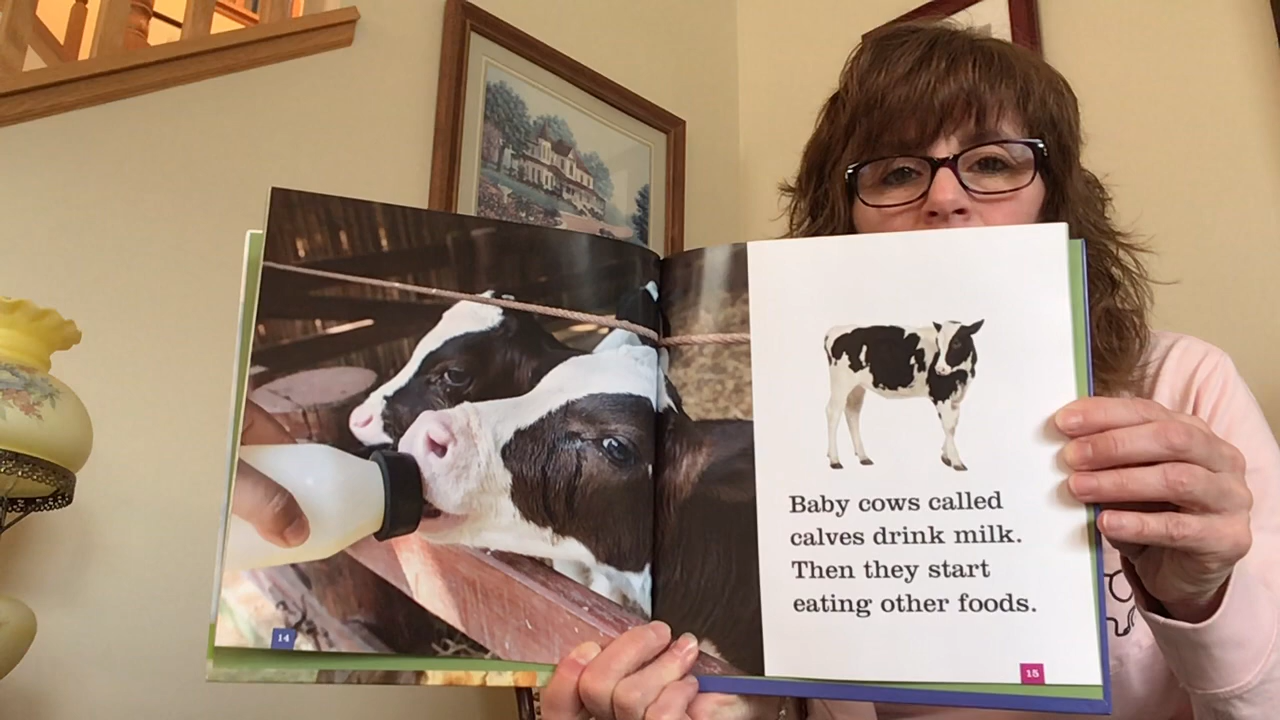 Baby cows called
calves drink milk.
Then they start
eating other foods.
14
15